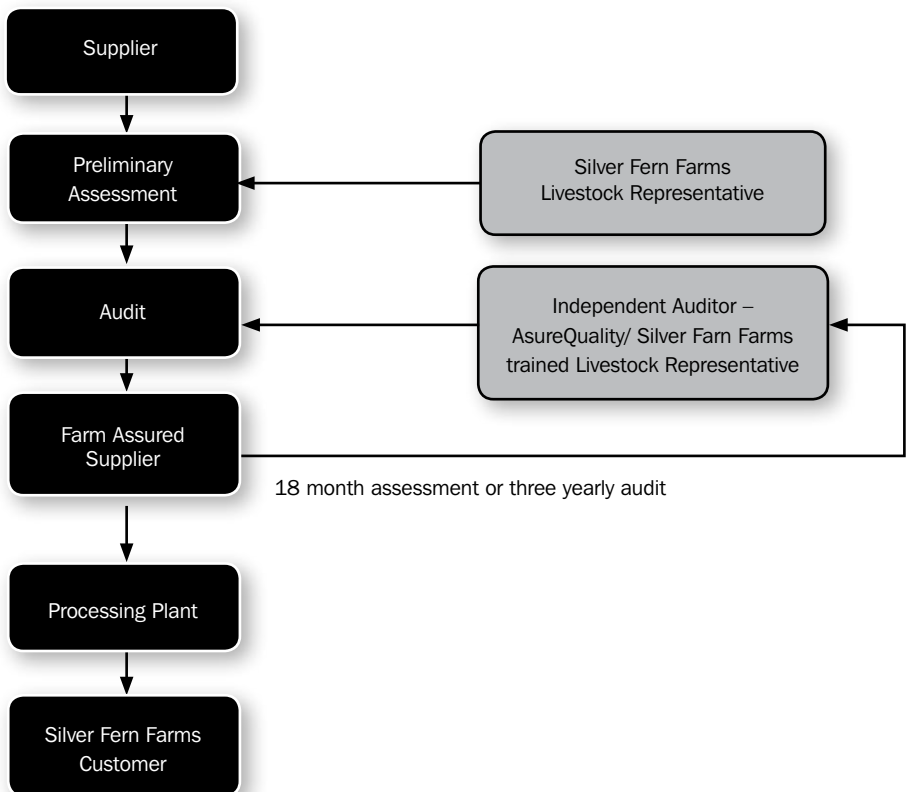 Supplier
Preliminary
Assessment
Silver Fern Farms
Livestock Representative
Audit
Independent Auditor –
AsureQuality/ Silver Farn Farms
trained Livestock Representative
Farm Assured
Supplier
18 month assessment or three yearly audit
Processing Plant
Silver Fern Farms
Customer